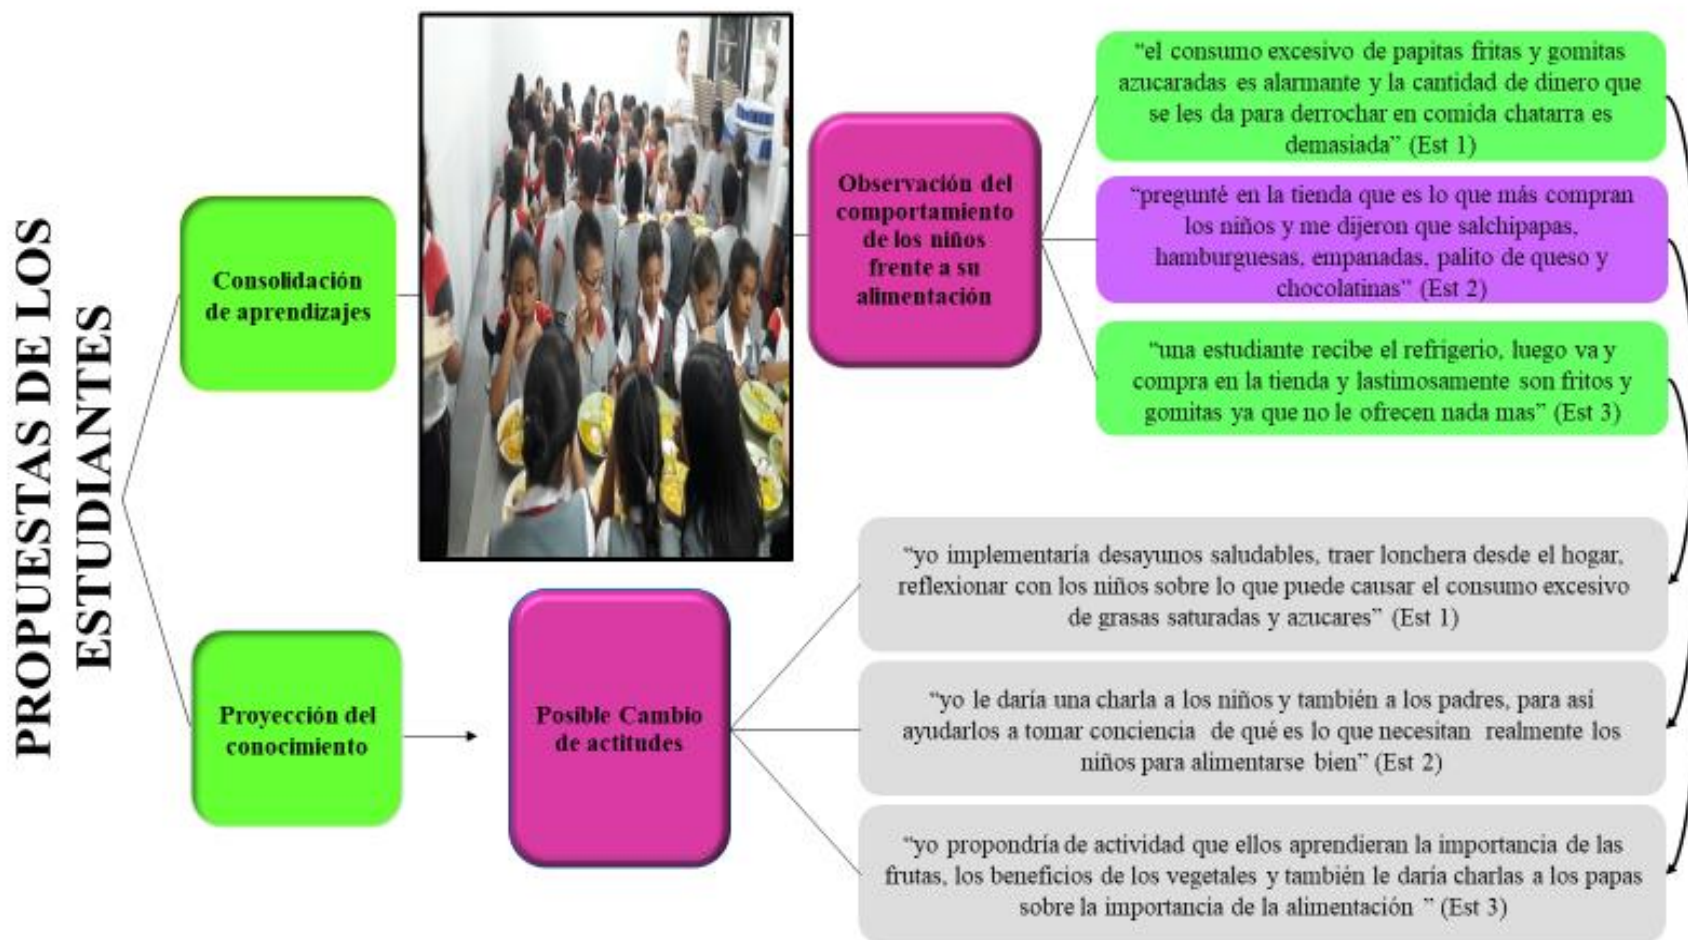 PROPUESTAS DE LOS
ESTUDIANTES
Consolidación
de aprendizajes
Observación del
comportamiento
de los niños
frente a su
alimentación
“el consumo excesivo de papitas fritas y gomitas
azucaradas es alarmante y la cantidad de dinero que
se les da para derrochar en comida chatarra es
demasiada” (Est 1)
“pregunté en la tienda que es lo que más compran
los niños y me dijeron que salchipapas,
hamburguesas, empanadas, palito de queso y
chocolatinas” (Est 2)
“una estudiante recibe el refrigerio, luego va y
compra en la tienda y lastimosamente son fritos y
gomitas ya que no le ofrecen nada mas” (Est 3)
Proyección del
conocimiento
Posible Cambio
de actitudes
“yo implementaría desayunos saludables, traer lonchera desde el hogar,
reflexionar con los niños sobre lo que puede causar el consumo excesivo
de grasas saturadas y azucares” (Est 1)
“yo le daría una charla a los niños y también a los padres, para así
ayudarlos a tomar conciencia de qué es lo que necesitan realmente los
niños para alimentarse bien” (Est 2)
“yo propondría de actividad que ellos aprendieran la importancia de las
frutas, los beneficios de los vegetales y también le daría charlas a los papas
sobre la importancia de la alimentación ” (Est 3)